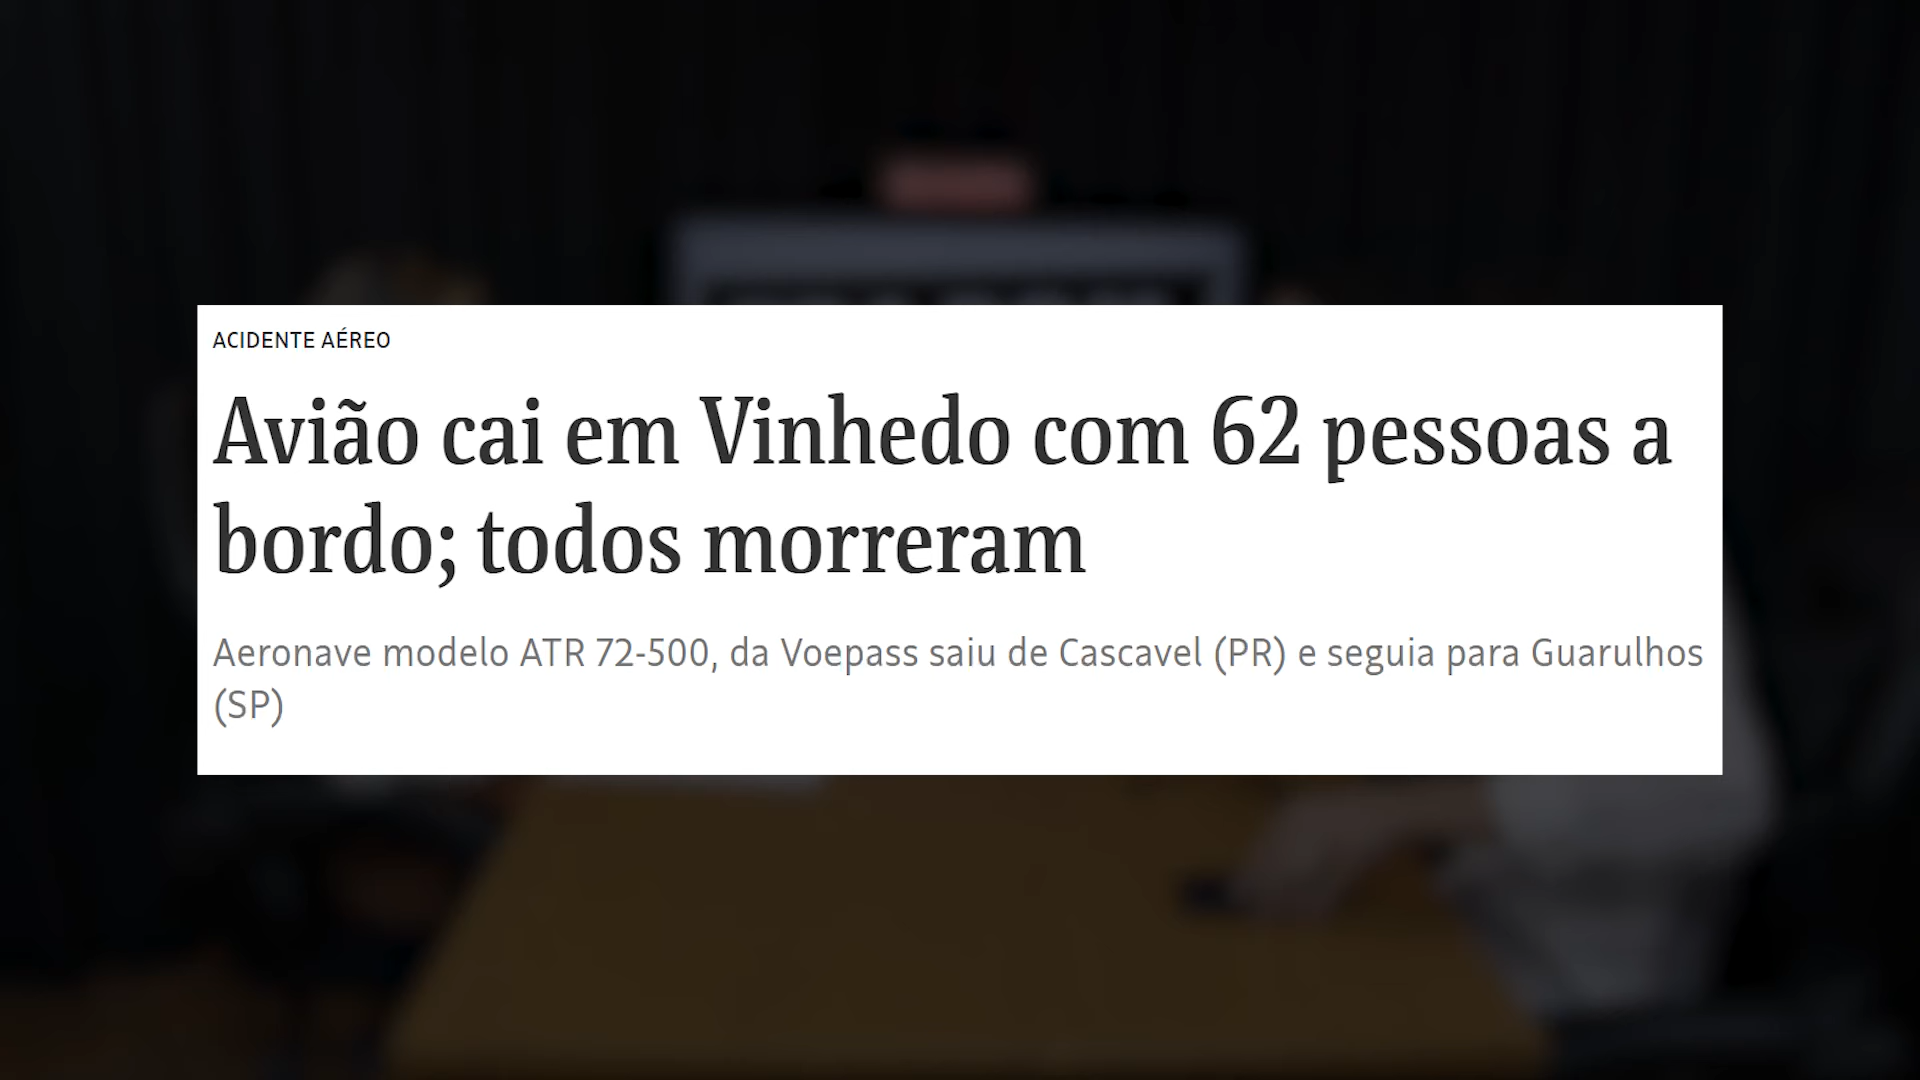 ACIDENTE AÉREO
Avião cai em Vinhedo com 62 pessoas a
bordo; todos morreram
Aeronave modelo ATR 72-500, da Voepass saiu de Cascavel (PR) e seguia para Guarulhos
(SP)